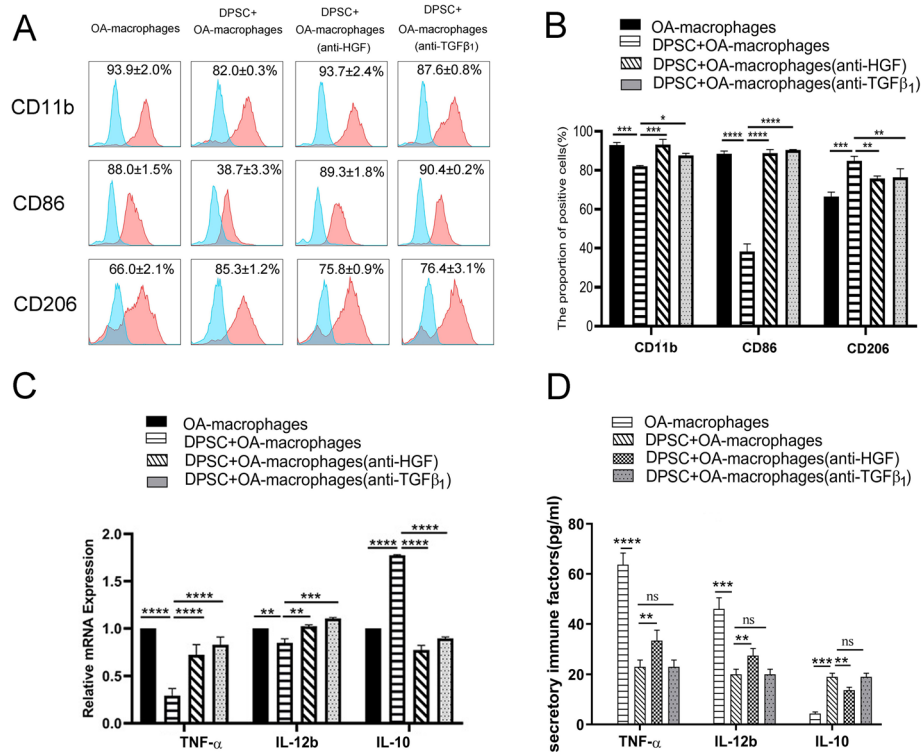 A
OA-macrophages
DPSC+
OA-macrophages
DPSC+
OA-macrophages
(anti-HGF)
DPSC+
OA-macrophages
(anti-TGFβ1)
CD11b
93.9±2.0%
82.0±0.3%
93.7±2.4%
87.6±0.8%
CD86
88.0±1.5%
38.7±3.3%
89.3±1.8%
90.4±0.2%
CD206
66.0±2.1%
85.3±1.2%
75.8±0.9%
76.4±3.1%
B
OA-macrophages
DPSC+OA-macrophages
DPSC+OA-macrophages(anti-HGF)
DPSC+OA-macrophages(anti-TGFβ1)
The proportion of positive cells(%)
100
80
60
40
20
0
*** *** *
**** **** ****
*** ** **
CD11b CD86 CD206
C
OA-macrophages
DPSC+OA-macrophages
DPSC+OA-macrophages(anti-HGF)
DPSC+OA-macrophages(anti-TGFβ1)
Relative mRNA Expression
2.0
1.5
1.0
0.5
0.0
**** **** ****
** ** ***
**** **** ****
TNF-α IL-12b IL-10
D
OA-macrophages
DPSC+OA-macrophages
DPSC+OA-macrophages(anti-HGF)
DPSC+OA-macrophages(anti-TGFβ1)
secretory immune factors(pg/ml)
80
60
40
20
0
**** ** ns
*** ** ns
*** ** ns
TNF-α IL-12b IL-10